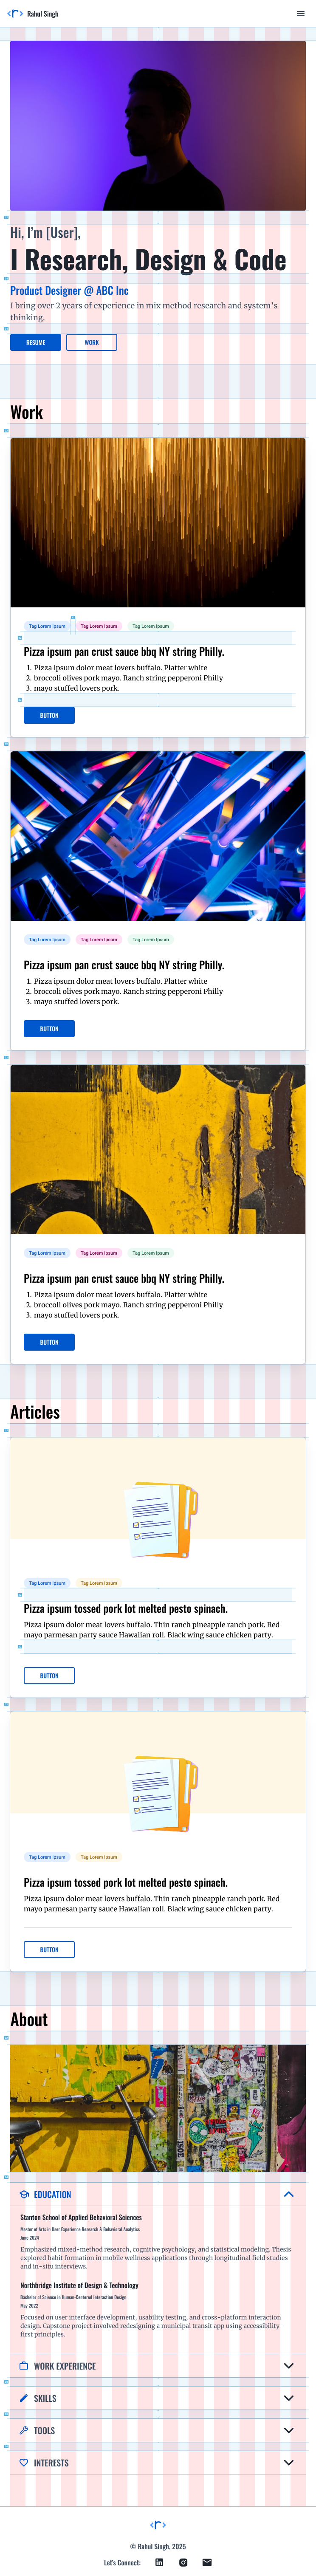 Rahul Singh
Hi, I'm [User],
I Research, Design & Code
Product Designer @ ABC Inc
I bring over 2 years of experience in mix method research and system's
thinking.
RESUME
WORK
Work
Tag Lorem Ipsum
Tag Lorem Ipsum
Tag Lorem Ipsum
Pizza ipsum pan crust sauce bbq NY string Philly.
1. Pizza ipsum dolor meat lovers buffalo. Platter white
2. broccoli olives pork mayo. Ranch string pepperoni Philly
3. mayo stuffed lovers pork.
BUTTON
Tag Lorem Ipsum
Tag Lorem Ipsum
Tag Lorem Ipsum
Pizza ipsum pan crust sauce bbq NY string Philly.
1. Pizza ipsum dolor meat lovers buffalo. Platter white
2. broccoli olives pork mayo. Ranch string pepperoni Philly
3. mayo stuffed lovers pork.
BUTTON
Tag Lorem Ipsum
Tag Lorem Ipsum
Tag Lorem Ipsum
Pizza ipsum pan crust sauce bbq NY string Philly.
1. Pizza ipsum dolor meat lovers buffalo. Platter white
2. broccoli olives pork mayo. Ranch string pepperoni Philly
3. mayo stuffed lovers pork.
BUTTON
Articles
Tag Lorem Ipsum
Tag Lorem Ipsum
Pizza ipsum tossed pork lot melted pesto spinach.
Pizza ipsum dolor meat lovers buffalo. Thin ranch pineapple ranch pork. Red
mayo parmesan party sauce Hawaiian roll. Black wing sauce chicken party.
BUTTON
Tag Lorem Ipsum
Tag Lorem Ipsum
Pizza ipsum tossed pork lot melted pesto spinach.
Pizza ipsum dolor meat lovers buffalo. Thin ranch pineapple ranch pork. Red
mayo parmesan party sauce Hawaiian roll. Black wing sauce chicken party.
BUTTON
About
EDUCATION
Stanton School of Applied Behavioral Sciences
Master of Arts in User Experience Research & Behavioral Analytics
June 2024
Emphasized mixed-method research, cognitive psychology, and statistical modeling. Thesis
explored habit formation in mobile wellness applications through longitudinal field studies
and in-situ interviews.
Northbridge Institute of Design & Technology
Bachelor of Science in Human-Centered Interaction Design
May 2022
Focused on user interface development, usability testing, and cross-platform interaction
design. Capstone project involved redesigning a municipal transit app using accessibility-
first principles.
WORK EXPERIENCE
SKILLS
TOOLS
INTERESTS
© Rahul Singh, 2025
Let's Connect: